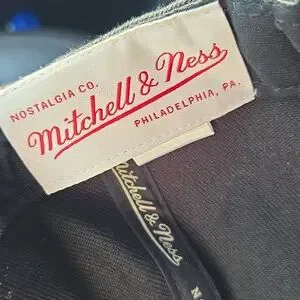 NOSTALGIA CO.
Mitchell & Ness
PHILADELPHIA, PA.
Mitchell & Ness
N